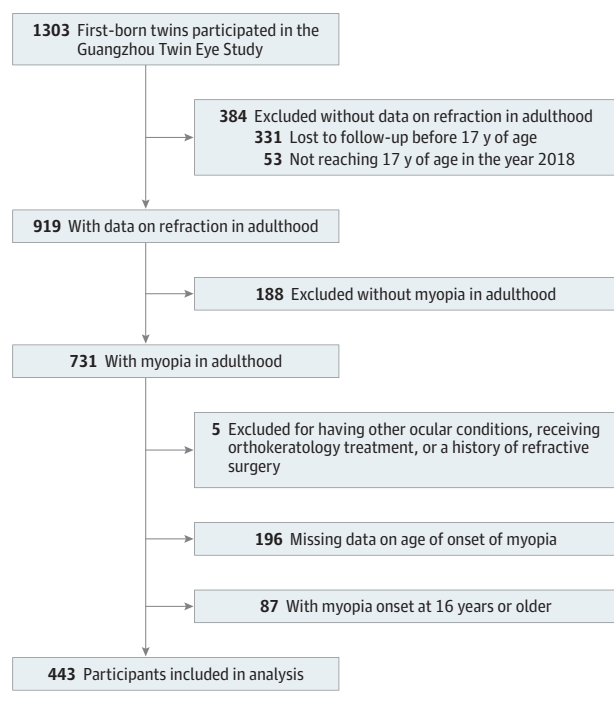 1303 First-born twins participated in the
Guangzhou Twin Eye Study
384 Excluded without data on refraction in adulthood
331 Lost to follow-up before 17 y of age
53 Not reaching 17 y of age in the year 2018
919 With data on refraction in adulthood
188 Excluded without myopia in adulthood
731 With myopia in adulthood
5 Excluded for having other ocular conditions, receiving
orthokeratology treatment, or a history of refractive
surgery
196 Missing data on age of onset of myopia
87 With myopia onset at 16 years or older
443 Participants included in analysis